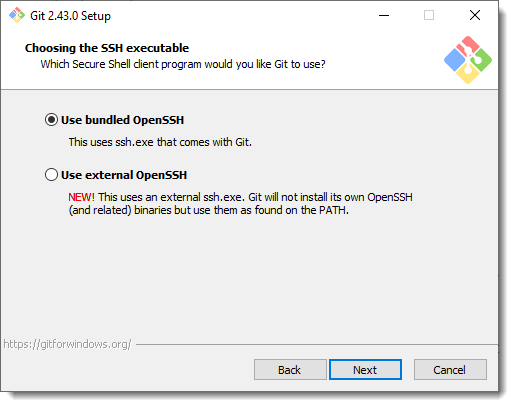 Git 2.43.0 Setup
Choosing the SSH executable
Which Secure Shell client program would you like Git to use?
Use bundled OpenSSH
This uses ssh.exe that comes with Git.
Use external OpenSSH
NEW! This uses an external ssh.exe. Git will not install its own OpenSSH
(and related) binaries but use them as found on the PATH.
https://gitforwindows.org/
Back Next Cancel